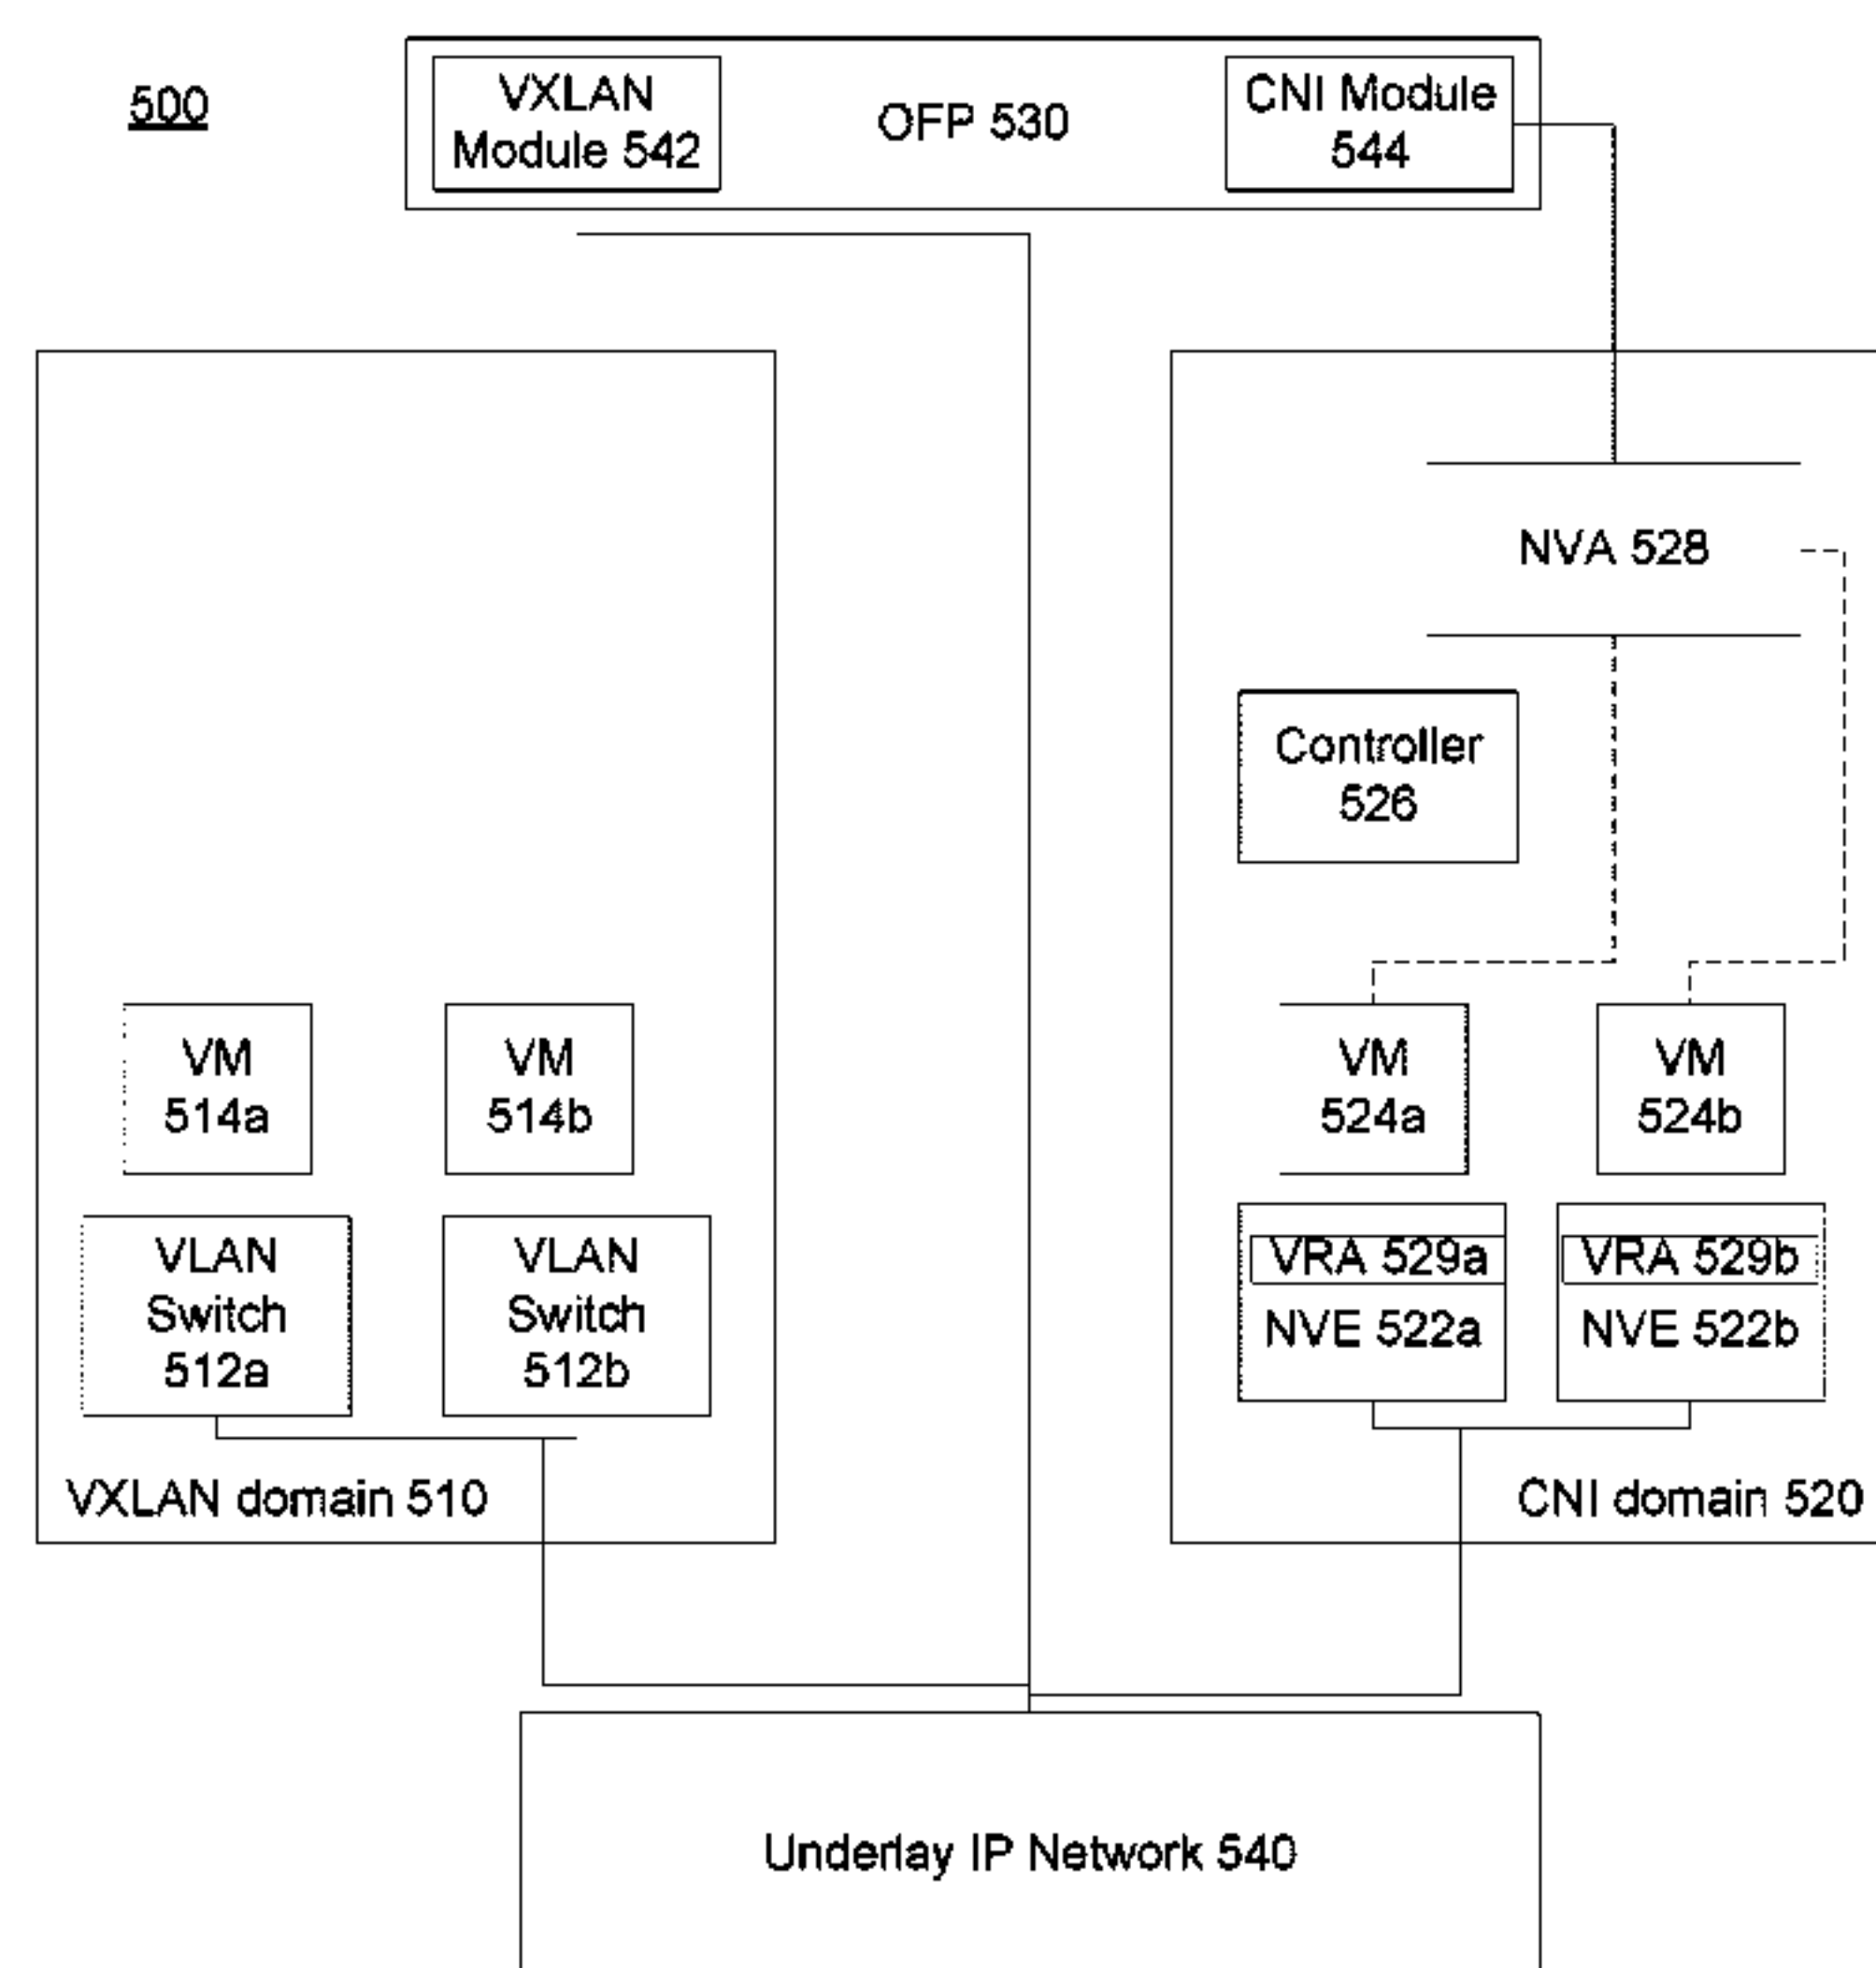 500
VXLAN
Module 542
OFP 530
CNI Module
544
NVA 528
Controller
526
VM
514a
VM
514b
VM
524a
VM
524b
VLAN
Switch
512a
VLAN
Switch
512b
VRA 529a
NVE 522a
VRA 529b
NVE 522b
VXLAN domain 510
CNI domain 520
Underlay IP Network 540